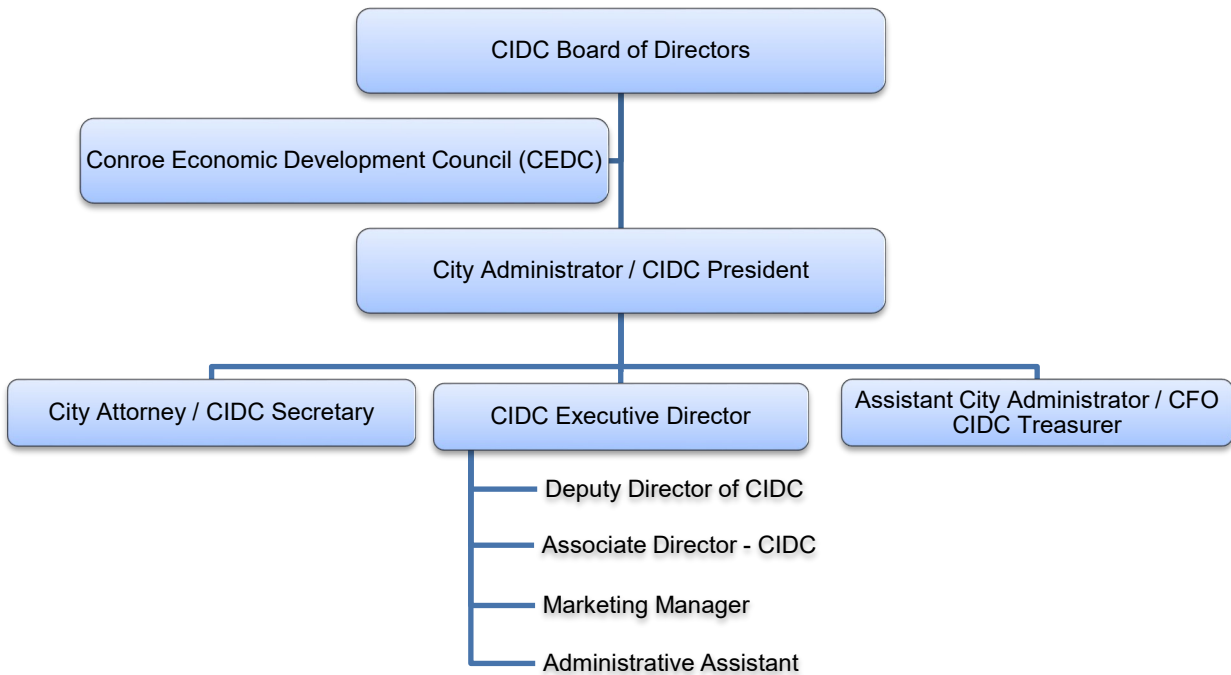 CIDC Board of Directors
Conroe Economic Development Council (CEDC)
City Administrator / CIDC President
City Attorney / CIDC Secretary
CIDC Executive Director
Assistant City Administrator / CFO
CIDC Treasurer
Deputy Director of CIDC
Associate Director - CIDC
Marketing Manager
Administrative Assistant